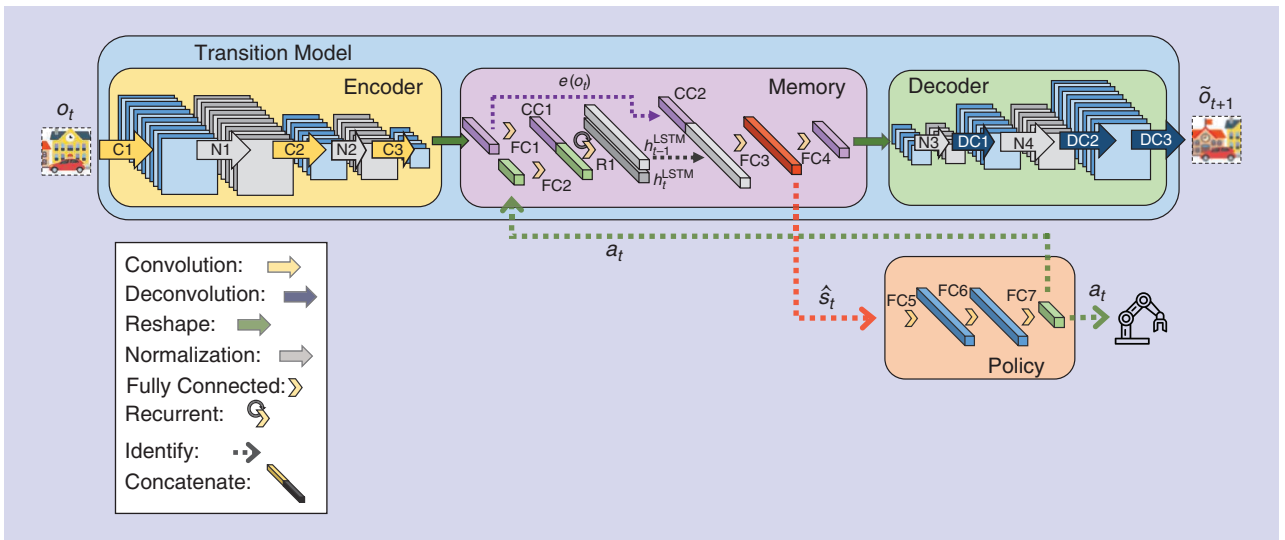 Transition Model
Encoder
Memory
Decoder
o_t
C1
N1
C2
N2
C3
e(o_t)
CC1
CC2
FC1
FC2
R1
h_{t-1}^{LSTM}
h_t^{LSTM}
FC3
FC4
N3
DC1
N4
DC2
DC3
õ_{t+1}
a_t
ŝ_t
FC5
FC6
FC7
a_t
Policy
Convolution:
Deconvolution:
Reshape:
Normalization:
Fully Connected:
Recurrent:
Identify:
Concatenate: